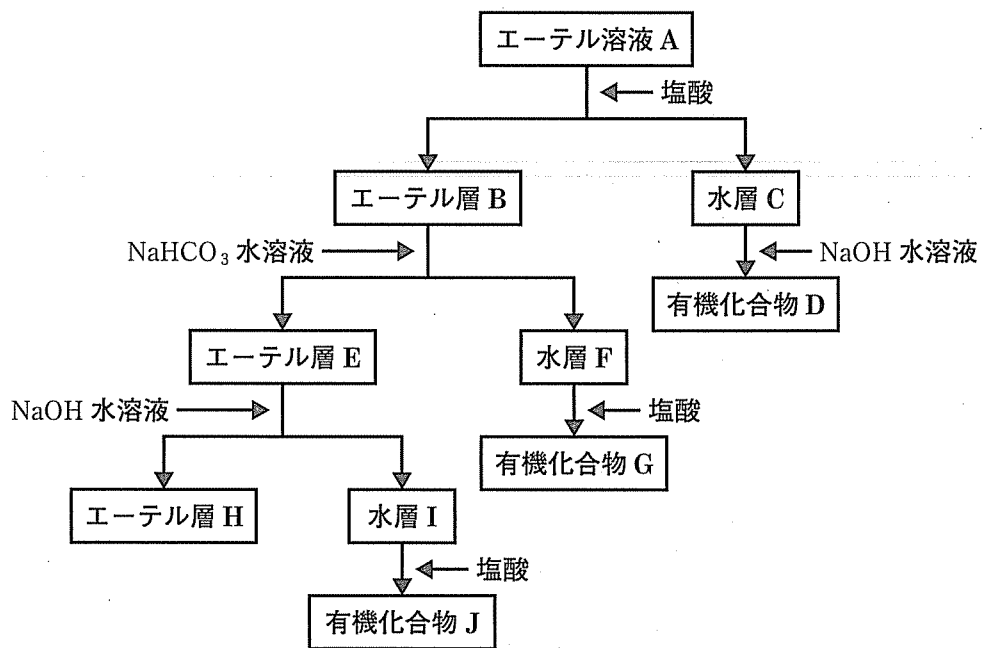 エーテル溶液 A
塩酸
エーテル層 B
水層 C
NaHCO₃ 水溶液
NaOH 水溶液
有機化合物 D
エーテル層 E
水層 F
NaOH 水溶液
塩酸
有機化合物 G
エーテル層 H
水層 I
塩酸
有機化合物 J